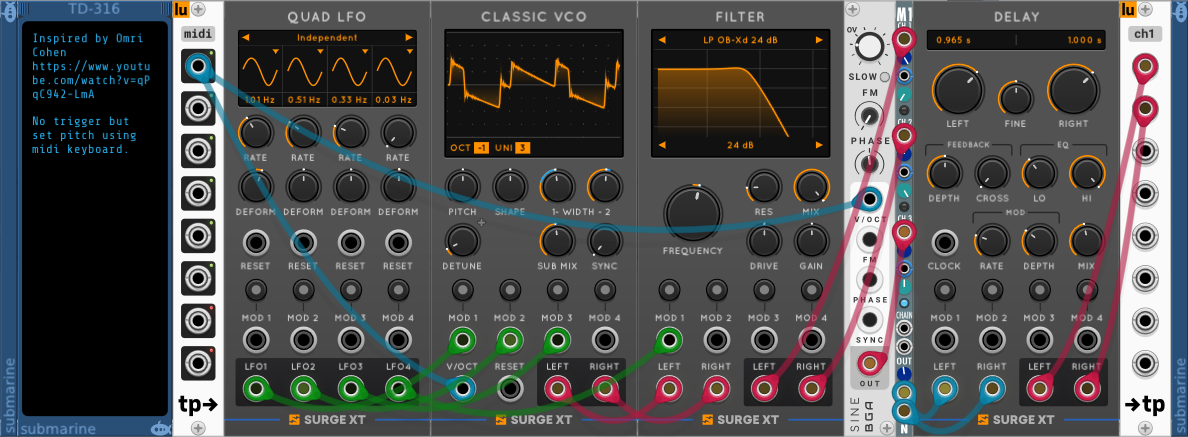 TD-316
Inspired by Omri
Cohen
https://www.youtu
be.com/watch?v=qP
qC942-LmA
No trigger but
set pitch using
midi keyboard.
submarine
submarine
lu
midi
tp→
QUAD LFO
Independent
1.01 Hz 0.51 Hz 0.33 Hz 0.03 Hz
RATE RATE RATE RATE
DEFORM DEFORM DEFORM DEFORM
RESET RESET RESET RESET
MOD 1 MOD 2 MOD 3 MOD 4
LFO1 LFO2 LFO3 LFO4
SURGE XT
CLASSIC VCO
OCT -1 UNI 3
PITCH SHAPE 1- WIDTH - 2
DETUNE SUB MIX SYNC
MOD 1 MOD 2 MOD 3 MOD 4
V/OCT RESET LEFT RIGHT
SURGE XT
FILTER
LP OB-Xd 24 dB
24 dB
FREQUENCY
RES MIX
DRIVE GAIN
MOD 1 MOD 2 MOD 3 MOD 4
LEFT RIGHT LEFT RIGHT
SURGE XT
0V
SLOW
FM
PHASE
V/OCT
FM
PHASE
SYNC
OUT
SINE
BGA
M1
CH 2
CH 3
CHAIN
OUT
N
DELAY
0.965 s 1.000 s
LEFT FINE RIGHT
FEEDBACK EQ
DEPTH CROSS LO HI
MOD
CLOCK RATE DEPTH MIX
MOD 1 MOD 2 MOD 3 MOD 4
LEFT RIGHT LEFT RIGHT
SURGE XT
lu
ch1
→tp
submarine